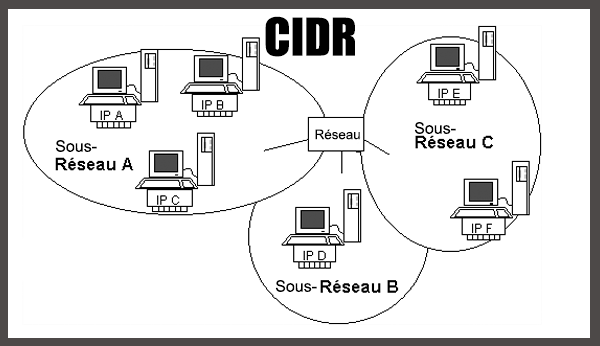 CIDR
IP A
IP B
Sous-
Réseau A
IP C
Réseau
IP E
Sous-
Réseau C
IP F
IP D
Sous-Réseau B